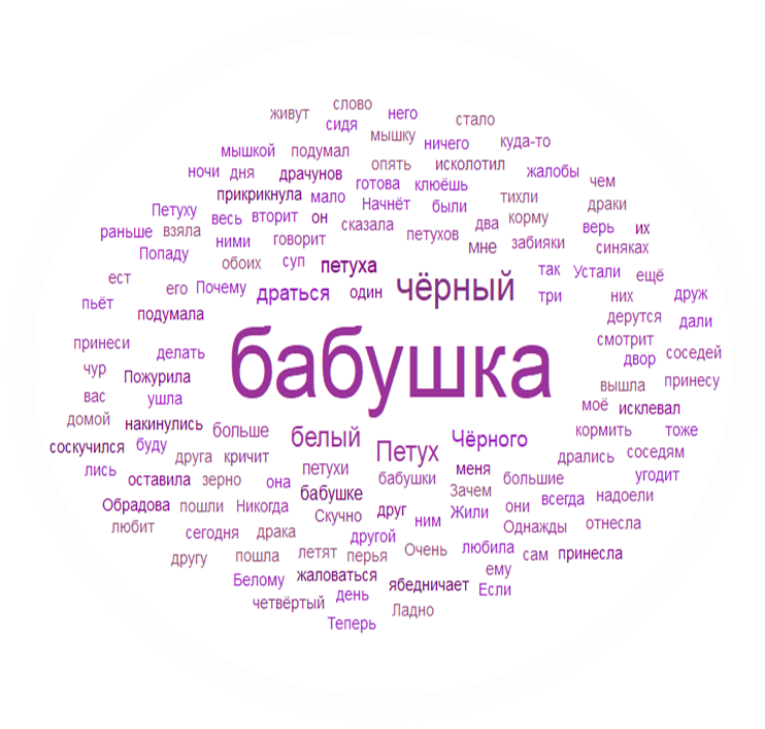 живут слово него стало
сидя мышку ничего куда-то
мышкой подумал опять исколотил жалобы
ночи дня драчунов готова клюёшь чем
прикрикнула мало Начнёт были тихли драки
Петуху весь вторит он сказала два корму верь их
раньше взяла ними говорит петухов мне забияки синяках
Попаду обоих суп петуха чёрный так Устали ещё
ест его Почему драться один три них друж
пьёт подумала дерутся дали
принеси делать бабушка смотрит двор соседей
чур Пожурила вышла принесу
вас ушла моё исклевал
домой накинулись больше белый Петух Чёрного кормить тоже
соскучился буду друга кричит дрались соседям
лись оставила зерно она петухи бабушки меня большие угодит
Обрадова пошли Никогда бабушке друг Зачем они всегда надоели
любит сегодня драка Скучно ним Жили Однажды отнесла
другу пошла летят другой перья Очень любила сам принесла
Белому жаловаться ябедничает ему Если
четвёртый день Ладно
Теперь